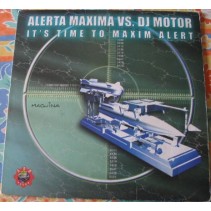 ALERTA MAXIMA VS. DJ MOTOR
IT'S TIME TO MAXIM ALERT